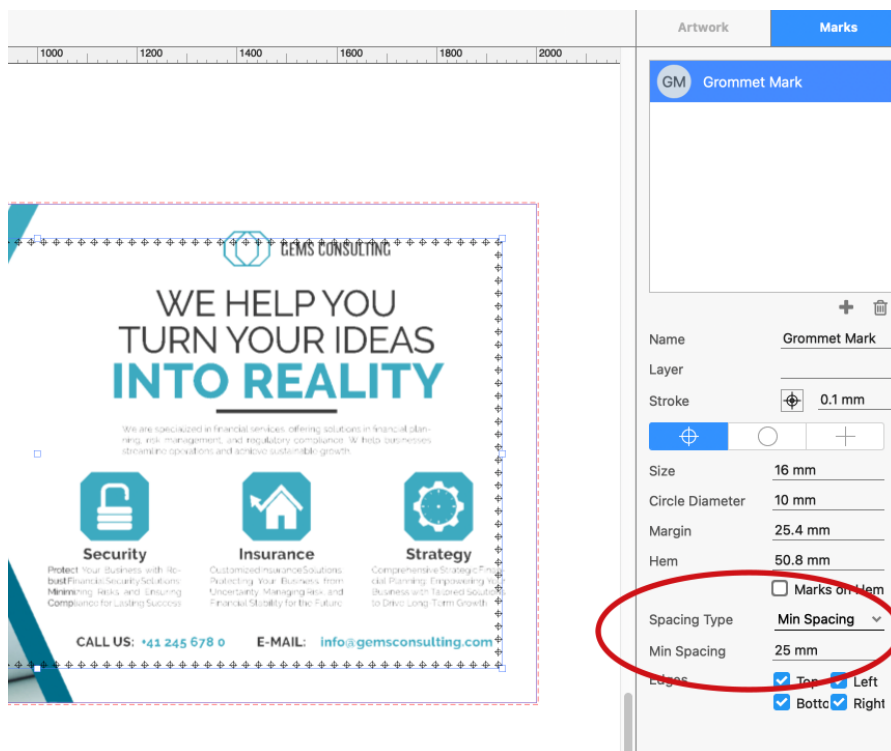 Artwork Marks
1000 1200 1400 1600 1800 2000
GM Grommet Mark
GEMS CONSULTING
WE HELP YOU
TURN YOUR IDEAS
INTO REALITY
We are specialized in financial services, offering solutions in financial plan-
ning, risk management, and regulatory compliance. W help businesses
streamline operations and achieve sustainable growth.
Security
Protect Your Business with Ro-
bust Financial Security Solutions:
Minimizing Risks and Ensuring
Compliance for Lasting Success
Insurance
Customized Insurance Solutions:
Protecting Your Business from
Uncertainty, Managing Risk, and
Financial Stability for the Future
Strategy
Comprehensive Strategic Finan-
cial Planning: Empowering Your
Business with Tailored Solutions
to Drive Long-Term Growth
CALL US: +41 245 678 0 E-MAIL: info@gemsconsulting.com
Name Grommet Mark
Layer
Stroke 0.1 mm
Size 16 mm
Circle Diameter 10 mm
Margin 25.4 mm
Hem 50.8 mm
Marks on Hem
Spacing Type Min Spacing
Min Spacing 25 mm
Edges Top Left
Botto Right